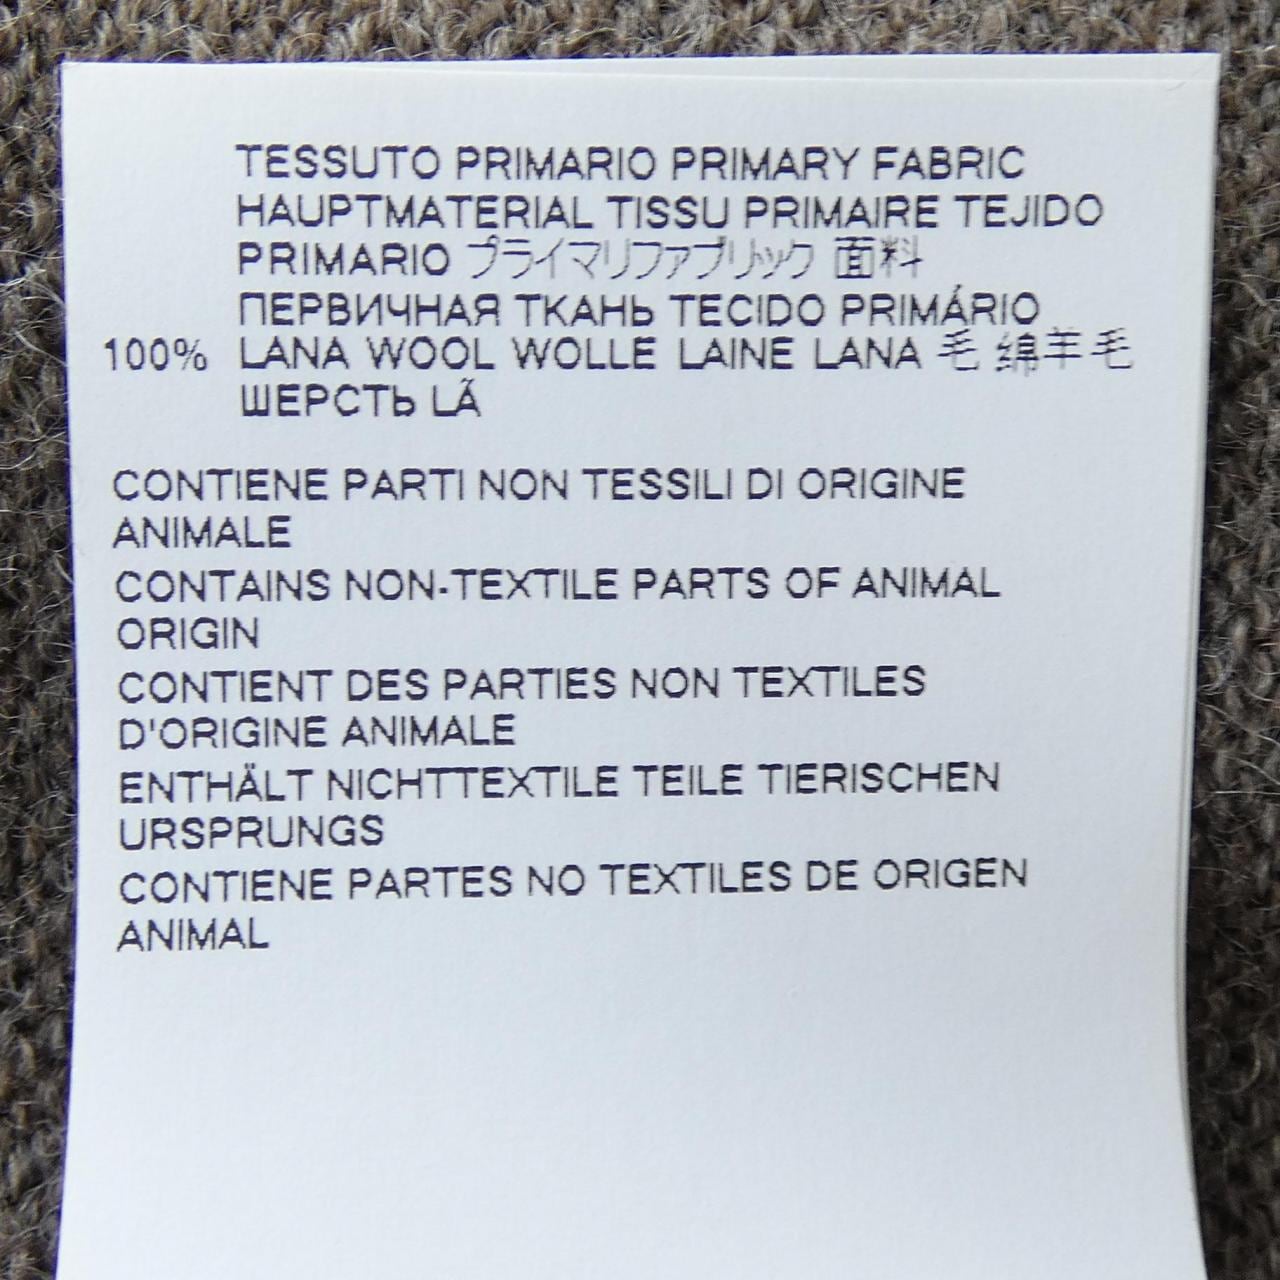 TESSUTO PRIMARIO PRIMARY FABRIC
HAUPTMATERIAL TISSU PRIMAIRE TEJIDO
PRIMARIO プライマリファブリック 面料
ПЕРВИЧНАЯ ТКАНЬ TECIDO PRIMÁRIO
100% LANA WOOL WOLLE LAINE LANA 毛 绵羊毛
ШЕРСТЬ LÃ
CONTIENE PARTI NON TESSILI DI ORIGINE
ANIMALE
CONTAINS NON-TEXTILE PARTS OF ANIMAL
ORIGIN
CONTIENT DES PARTIES NON TEXTILES
D'ORIGINE ANIMALE
ENTHÄLT NICHTTEXTILE TEILE TIERISCHEN
URSPRUNGS
CONTIENE PARTES NO TEXTILES DE ORIGEN
ANIMAL